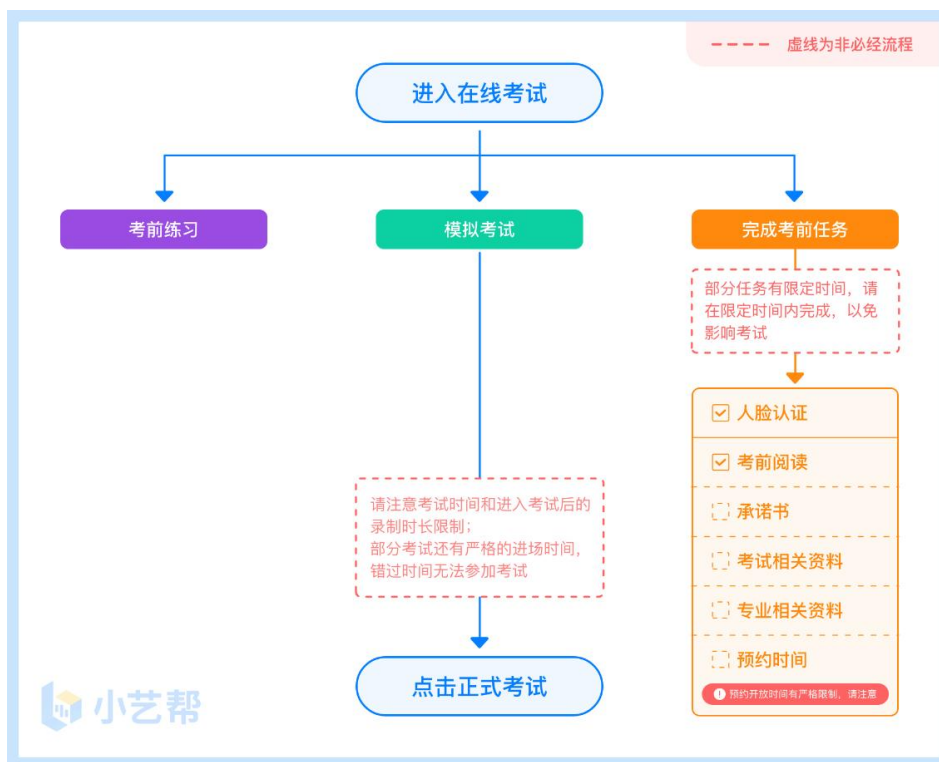 虚线为非必经流程
进入在线考试
考前练习
模拟考试
完成考前任务
部分任务有限定时间，请
在限定时间内完成，以免
影响考试
人脸认证
考前阅读
承诺书
考试相关资料
专业相关资料
预约时间
预约开放时间有严格限制，请注意
请注意考试时间和进入考试后的
录制时长限制；
部分考试还有严格的进场时间，
错过时间无法参加考试
点击正式考试
小艺帮